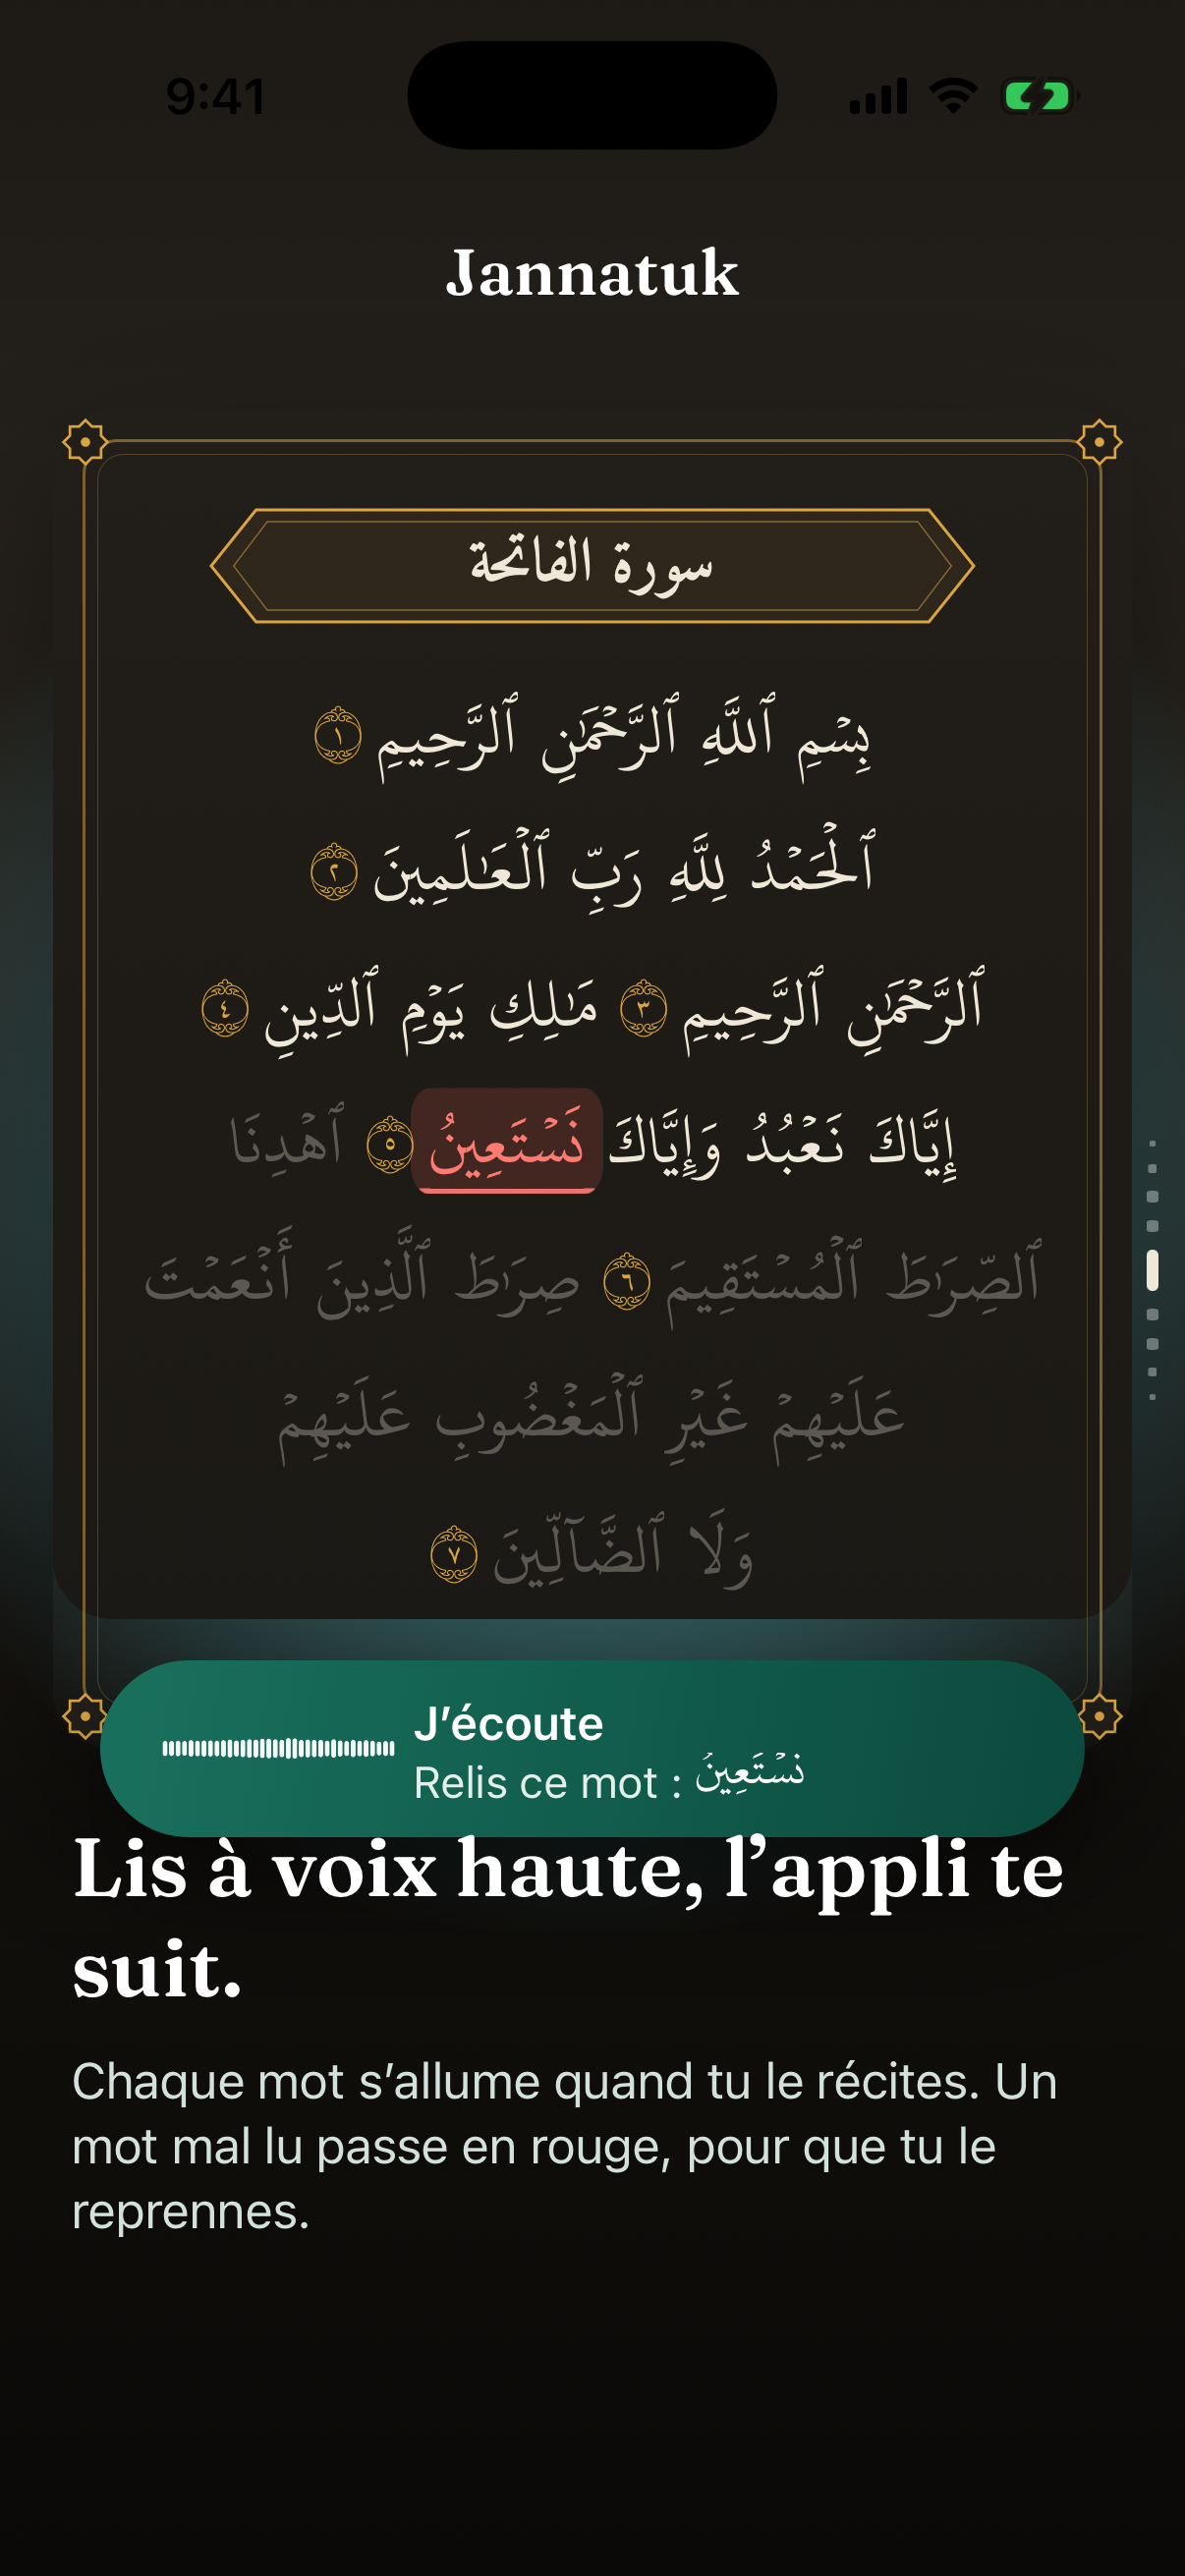 9:41
Jannatuk
سورة الفاتحة
بِسْمِ ٱللَّهِ ٱلرَّحْمَٰنِ ٱلرَّحِيمِ ١
ٱلْحَمْدُ لِلَّهِ رَبِّ ٱلْعَـٰلَمِينَ ٢
ٱلرَّحْمَٰنِ ٱلرَّحِيمِ ٣ مَـٰلِكِ يَوْمِ ٱلدِّينِ ٤
إِيَّاكَ نَعْبُدُ وَإِيَّاكَ نَسْتَعِينُ ٥ ٱهْدِنَا
ٱلصِّرَٰطَ ٱلْمُسْتَقِيمَ ٦ صِرَٰطَ ٱلَّذِينَ أَنْعَمْتَ
عَلَيْهِمْ غَيْرِ ٱلْمَغْضُوبِ عَلَيْهِمْ
وَلَا ٱلضَّآلِّينَ ٧
J’écoute
Relis ce mot : نَسْتَعِينُ
Lis à voix haute, l’appli te
suit.
Chaque mot s’allume quand tu le récites. Un
mot mal lu passe en rouge, pour que tu le
reprennes.